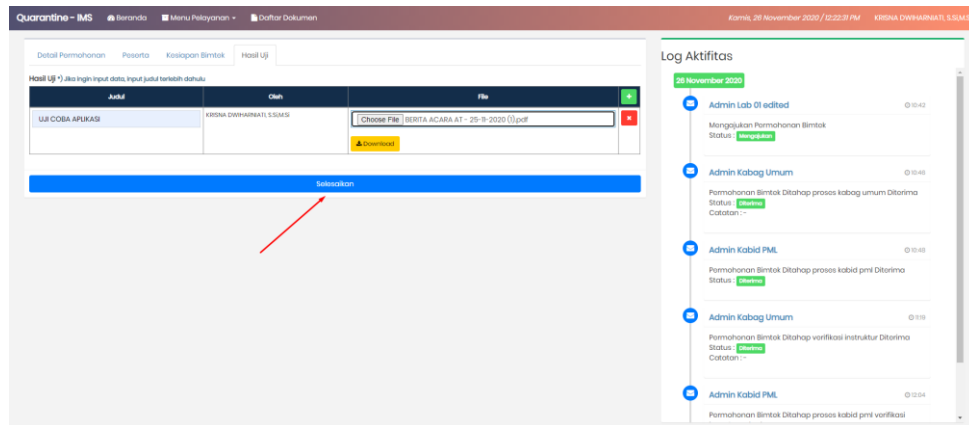 Quarantine - IMS Beranda Menu Pelayanan Daftar Dokumen Kamis, 26 November 2020 / 12:22:31 PM KRISNA DWIHARNIATI, S.Si,M.S
Detail Permohonan Peserta Kesiapan Bimtek Hasil Uji
Hasil Uji *) Jika ingin input data, input judul terlebih dahulu
Judul Oleh File +
UJI COBA APLIKASI KRISNA DWIHARNIATI, S.Si,M.Si Choose File BERITA ACARA AT - 25-11-2020 (1).pdf
Download
Selesaikan
Log Aktifitas
26 November 2020
Admin Lab 01 edited 10:42
Mengajukan Permohonan Bimtek
Status : Mengajukan
Admin Kabag Umum 10:48
Permohonan Bimtek Ditahap proses kabag umum Diterima
Status : Diterima
Catatan : -
Admin Kabid PML 10:49
Permohonan Bimtek Ditahap proses kabid pml Diterima
Status : Diterima
Admin Kabag Umum 11:19
Permohonan Bimtek Ditahap verifikasi instruktur Diterima
Status : Diterima
Catatan : -
Admin Kabid PML 12:04
Permohonan Bimtek Ditahap proses kabid pml verifikasi